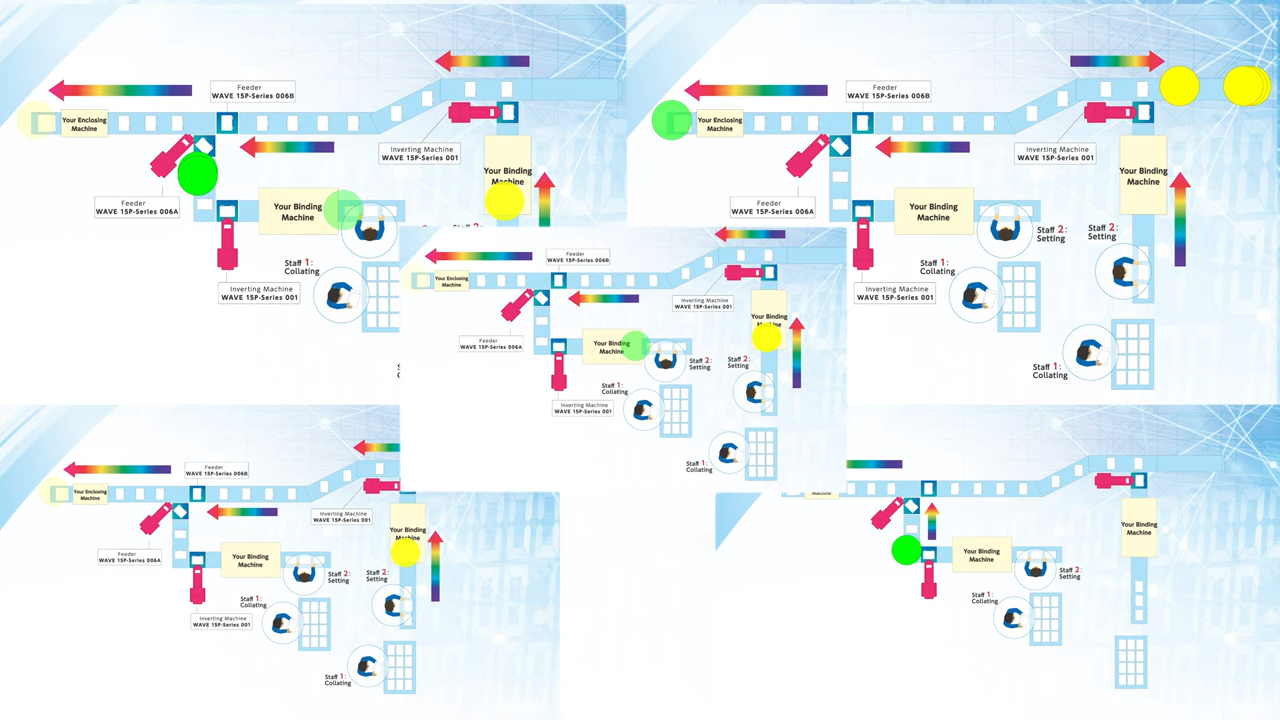 Feeder
WAVE 15P-Series 006B
Your Enclosing
Machine
Inverting Machine
WAVE 15P-Series 001
Your Binding
Machine
Feeder
WAVE 15P-Series 006A
Your Binding
Machine
Staff 1:
Collating
Inverting Machine
WAVE 15P-Series 001
Feeder
WAVE 15P-Series 006B
Your Enclosing
Machine
Inverting Machine
WAVE 15P-Series 001
Your Binding
Machine
Feeder
WAVE 15P-Series 006A
Your Binding
Machine
Staff 2:
Setting
Staff 2:
Setting
Staff 1:
Collating
Inverting Machine
WAVE 15P-Series 001
Staff 1:
Collating
Feeder
WAVE 15P-Series 006B
Your Enclosing
Machine
Inverting Machine
WAVE 15P-Series 001
Your Binding
Feeder
WAVE 15P-Series 006A
Your Binding
Machine
Staff 2:
Setting
Staff 2:
Setting
Staff 1:
Collating
Inverting Machine
WAVE 15P-Series 001
Staff 1:
Collating
Feeder
WAVE 15P-Series 006B
Your Enclosing
Machine
Inverting Machine
WAVE 15P-Series 001
Your Binding
Machine
Feeder
WAVE 15P-Series 006A
Your Binding
Machine
Staff 2:
Setting
Staff 2:
Setting
Staff 1:
Collating
Inverting Machine
WAVE 15P-Series 001
Staff 1:
Collating
Your Binding
Machine
Your Binding
Machine
Staff 2:
Setting
Staff 1:
Collating